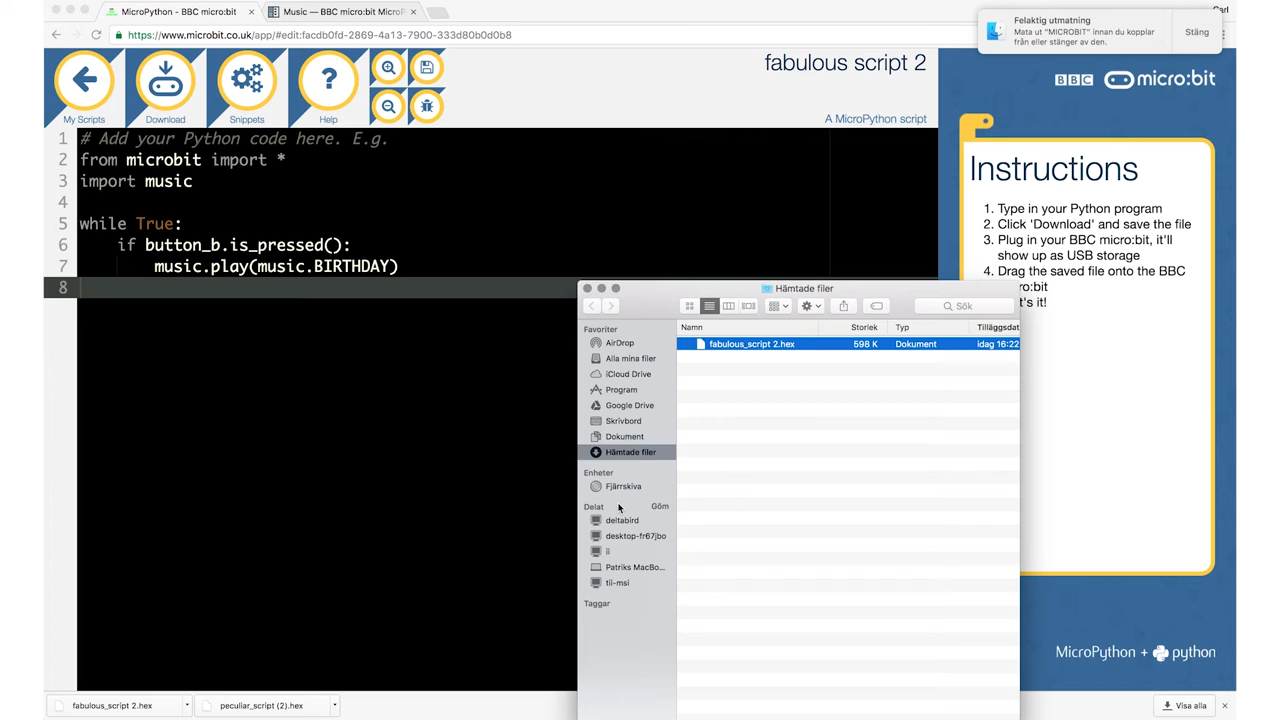 MicroPython - BBC micro:bit
Music — BBC micro:bit MicroP
https://www.microbit.co.uk/app/#edit:facdb0fd-2869-4a13-7900-333d80b0d0b8
Felaktig utmatning
Mata ut "MICROBIT" innan du kopplar
från eller stänger av den.
Stäng
My Scripts
Download
Snippets
?
Help
fabulous script 2
A MicroPython script
BBC micro:bit
1 # Add your Python code here. E.g.
2 from microbit import *
3 import music
4
5 while True:
6 if button_b.is_pressed():
7 music.play(music.BIRTHDAY)
8
Instructions
1. Type in your Python program
2. Click 'Download' and save the file
3. Plug in your BBC micro:bit, it'll
show up as USB storage
4. Drag the saved file onto the BBC
ro:bit
t's it!
Hämtade filer
Sök
Favoriter
AirDrop
Alla mina filer
iCloud Drive
Program
Google Drive
Skrivbord
Dokument
Hämtade filer
Enheter
Fjärrskiva
Delat
Göm
deltabird
desktop-fr67jbo
ii
Patriks MacBo...
tii-msi
Taggar
Namn Storlek Typ Tilläggsdat
fabulous_script 2.hex 598 K Dokument idag 16:22
MicroPython + python
fabulous_script 2.hex
peculiar_script (2).hex
Visa alla